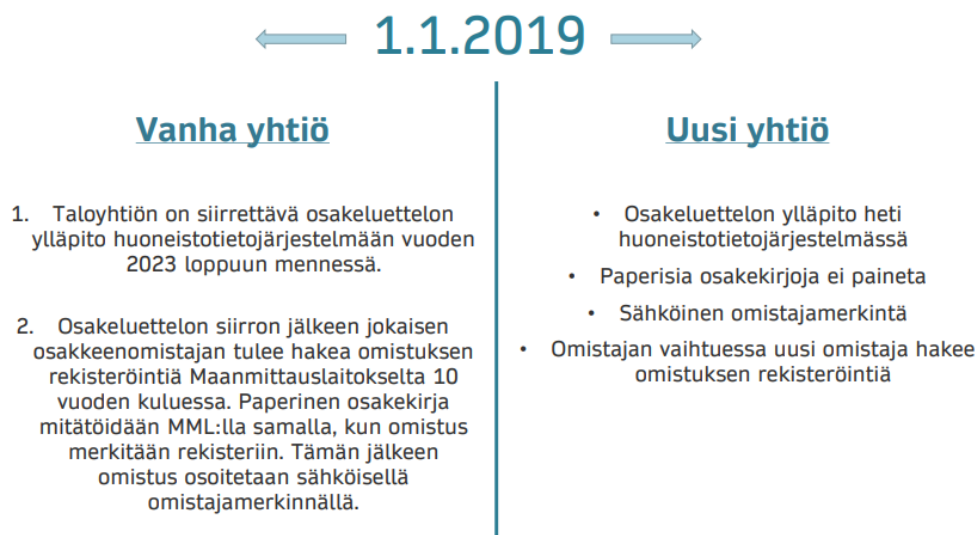 1.1.2019
Vanha yhtiö
1. Taloyhtiön on siirrettävä osakeluettelon
ylläpito huoneistotietojärjestelmään vuoden
2023 loppuun mennessä.
2. Osakeluettelon siirron jälkeen jokaisen
osakkeenomistajan tulee hakea omistuksen
rekisteröintiä Maanmittauslaitokselta 10
vuoden kuluessa. Paperinen osakekirja
mitätöidään MML:lla samalla, kun omistus
merkitään rekisteriin. Tämän jälkeen
omistus osoitetaan sähköisellä
omistajamerkinnällä.
Uusi yhtiö
• Osakeluettelon ylläpito heti
huoneistotietojärjestelmässä
• Paperisia osakekirjoja ei paineta
• Sähköinen omistajamerkintä
• Omistajan vaihtuessa uusi omistaja hakee
omistuksen rekisteröintiä